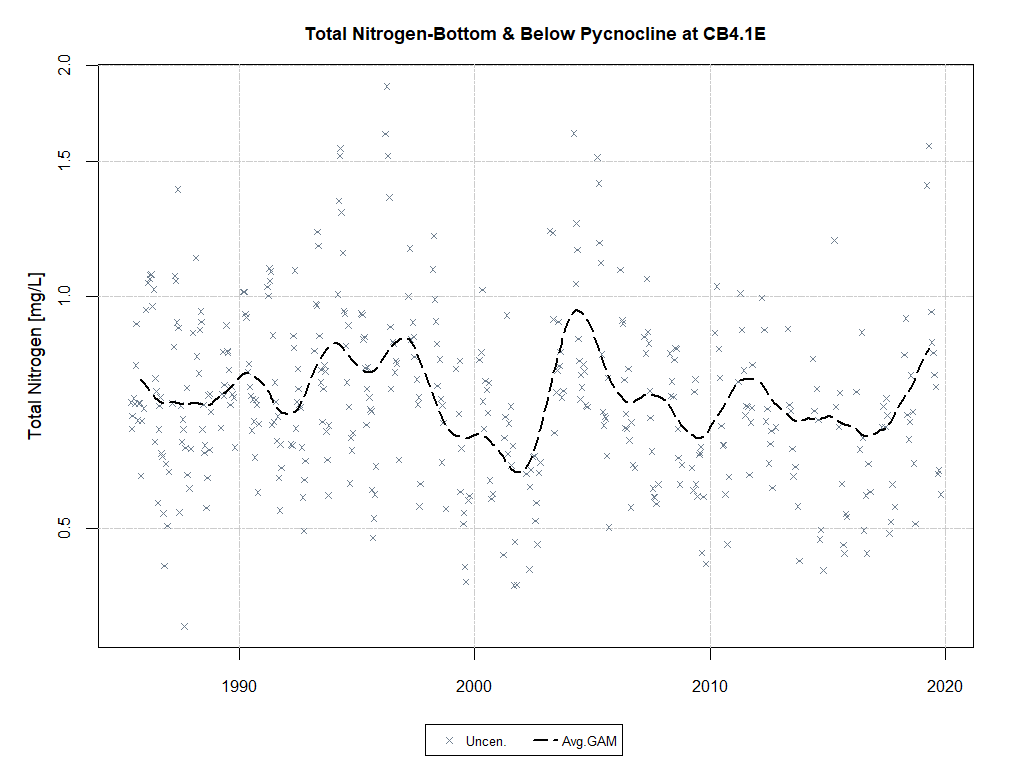 Total Nitrogen-Bottom & Below Pycnocline at CB4.1E
Total Nitrogen [mg/L]
2.0
1.5
1.0
0.5
1990
2000
2010
2020
Uncen.
Avg.GAM